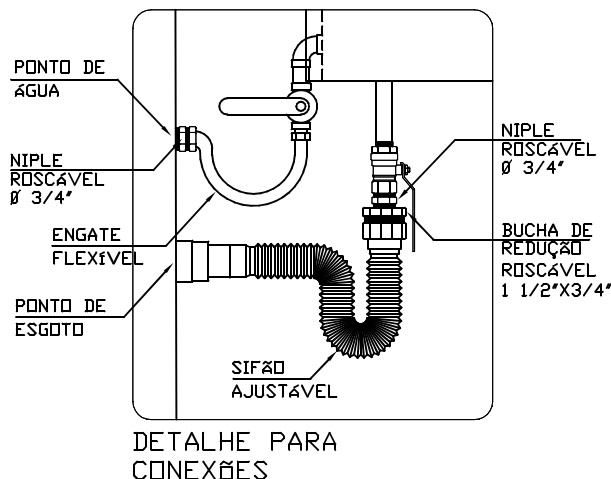 PONTO DE
ÁGUA
NIPLE
ROSCÁVEL
Ø 3/4"
ENGATE
FLEXÍVEL
PONTO DE
ESGOTO
SIFÃO
AJUSTÁVEL
NIPLE
ROSCÁVEL
Ø 3/4"
BUCHA DE
REDUÇÃO
ROSCÁVEL
1 1/2"X3/4"
DETALHE PARA
CONEXÕES